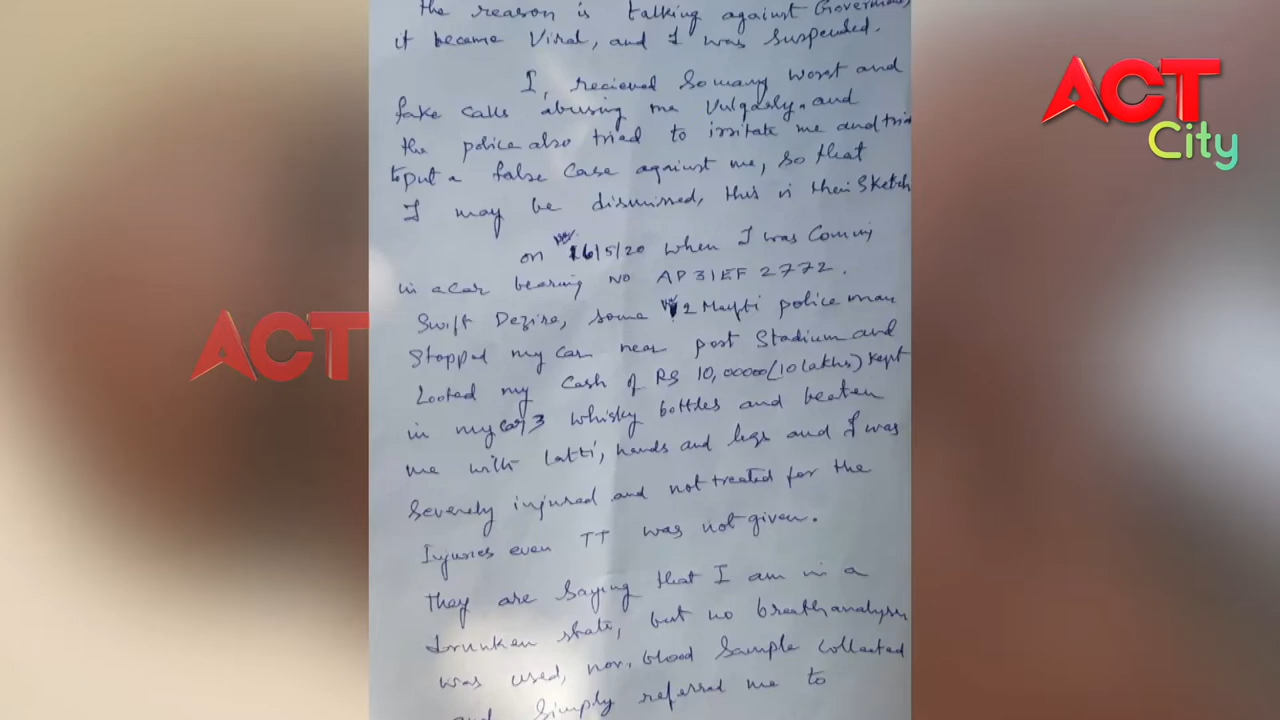 the reason is talking against Government
it became Viral, and I was suspended.
I, recieved So many worst and
fake calls abusing me Vulgarly. and
the police also tried to irritate me and tried
to put a false Case against me, so that
I may be dismissed, this is their Sketch
on 16/5/20 when I was Coming
in a car bearing No AP 31EF 2772.
Swift Dezire, some 2 Mayti police man
Stopped my car near port Stadium and
Looted my Cash of RS 10,00000 (10 lakhs) kept
in my car, 3 whisky bottles and beaten
me with latti, hands and legs and I was
Severely injured and not treated for the
Injuries even TT was not given.
They are Saying that I am in a
drunken state, but no breath analyser
was used, nor, blood Sample collected
and Simply referred me to
ACT
City
ACT